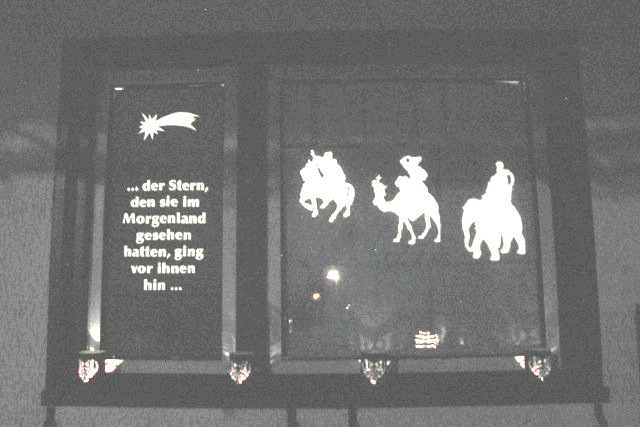 ... der Stern,
den sie im
Morgenland
gesehen
hatten, ging
vor ihnen
hin ...